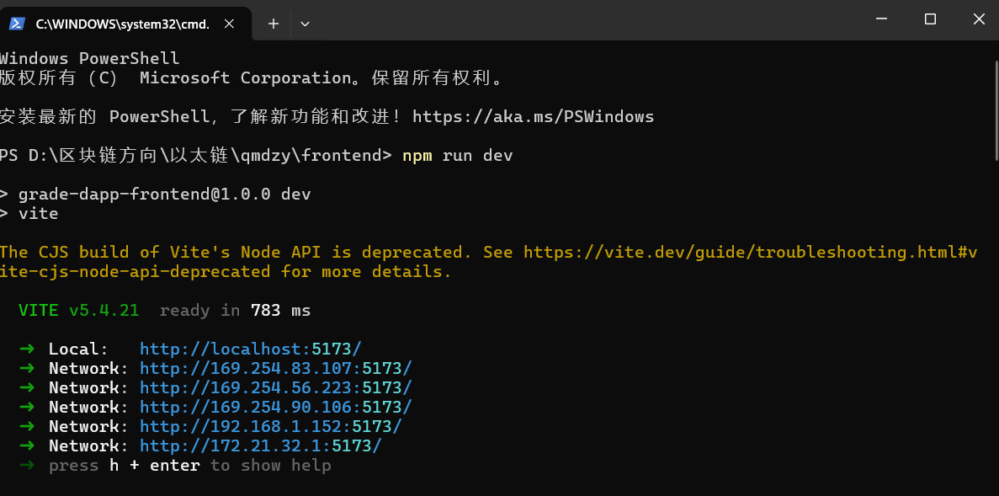 C:\WINDOWS\system32\cmd.
Windows PowerShell
版权所有（C） Microsoft Corporation。保留所有权利。
安装最新的 PowerShell，了解新功能和改进！https://aka.ms/PSWindows
PS D:\区块链方向\以太链\qmdzy\frontend> npm run dev
> grade-dapp-frontend@1.0.0 dev
> vite
The CJS build of Vite's Node API is deprecated. See https://vite.dev/guide/troubleshooting.html#v
ite-cjs-node-api-deprecated for more details.
VITE v5.4.21 ready in 783 ms
➜ Local: http://localhost:5173/
➜ Network: http://169.254.83.107:5173/
➜ Network: http://169.254.56.223:5173/
➜ Network: http://169.254.90.106:5173/
➜ Network: http://192.168.1.152:5173/
➜ Network: http://172.21.32.1:5173/
➜ press h + enter to show help